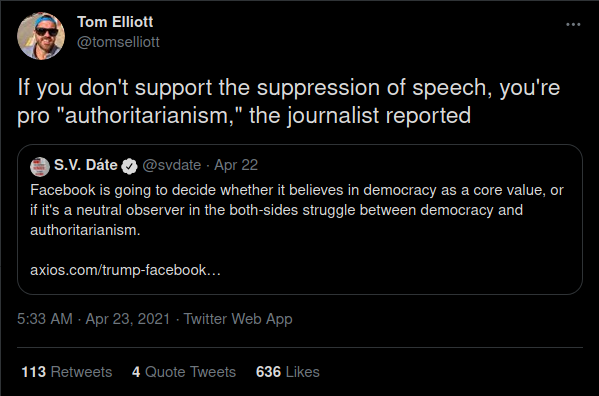 Tom Elliott
@tomselliott
If you don't support the suppression of speech, you're
pro "authoritarianism," the journalist reported
S.V. Dáte @svdate · Apr 22
Facebook is going to decide whether it believes in democracy as a core value, or
if it's a neutral observer in the both-sides struggle between democracy and
authoritarianism.
axios.com/trump-facebook…
5:33 AM · Apr 23, 2021 · Twitter Web App
113 Retweets 4 Quote Tweets 636 Likes